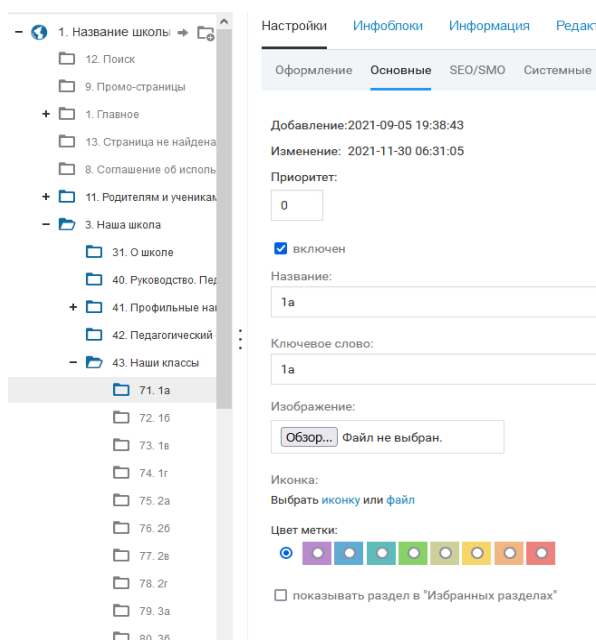 1. Название школы
12. Поиск
9. Промо-страницы
1. Главное
13. Страница не найдена
8. Соглашение об исполь
11. Родителям и ученикам
3. Наша школа
31. О школе
40. Руководство. Пед
41. Профильные наг
42. Педагогический
43. Наши классы
71. 1а
72. 1б
73. 1в
74. 1г
75. 2а
76. 2б
77. 2в
78. 2г
79. 3а
80. 3б
Настройки Инфоблоки Информация Редакт
Оформление Основные SEO/SMO Системные
Добавление:2021-09-05 19:38:43
Изменение: 2021-11-30 06:31:05
Приоритет:
0
включен
Название:
1а
Ключевое слово:
1а
Изображение:
Обзор... Файл не выбран.
Иконка:
Выбрать иконку или файл
Цвет метки:
показывать раздел в "Избранных разделах"